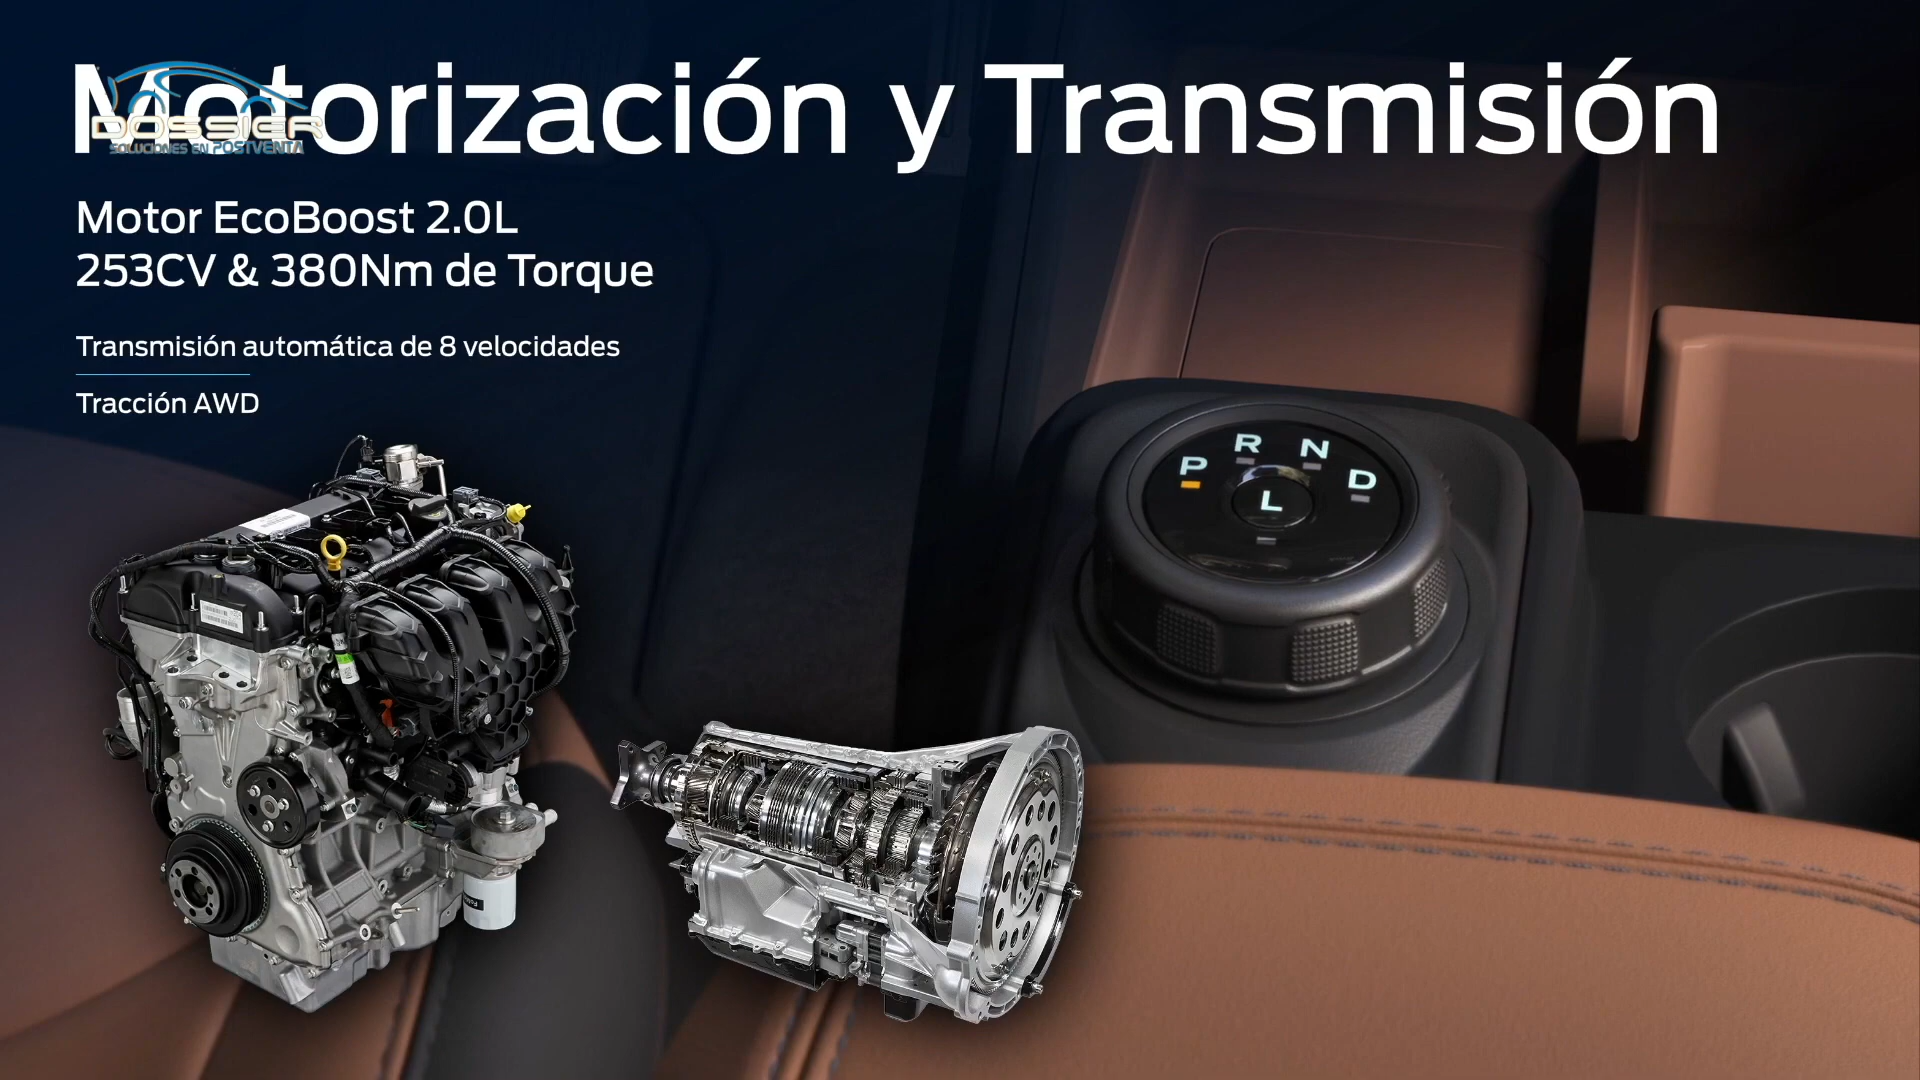 Motorización y Transmisión
DOSSIER
SOLUCIONES EN POSTVENTA
Motor EcoBoost 2.0L
253CV & 380Nm de Torque
Transmisión automática de 8 velocidades
Tracción AWD
P R N D
L